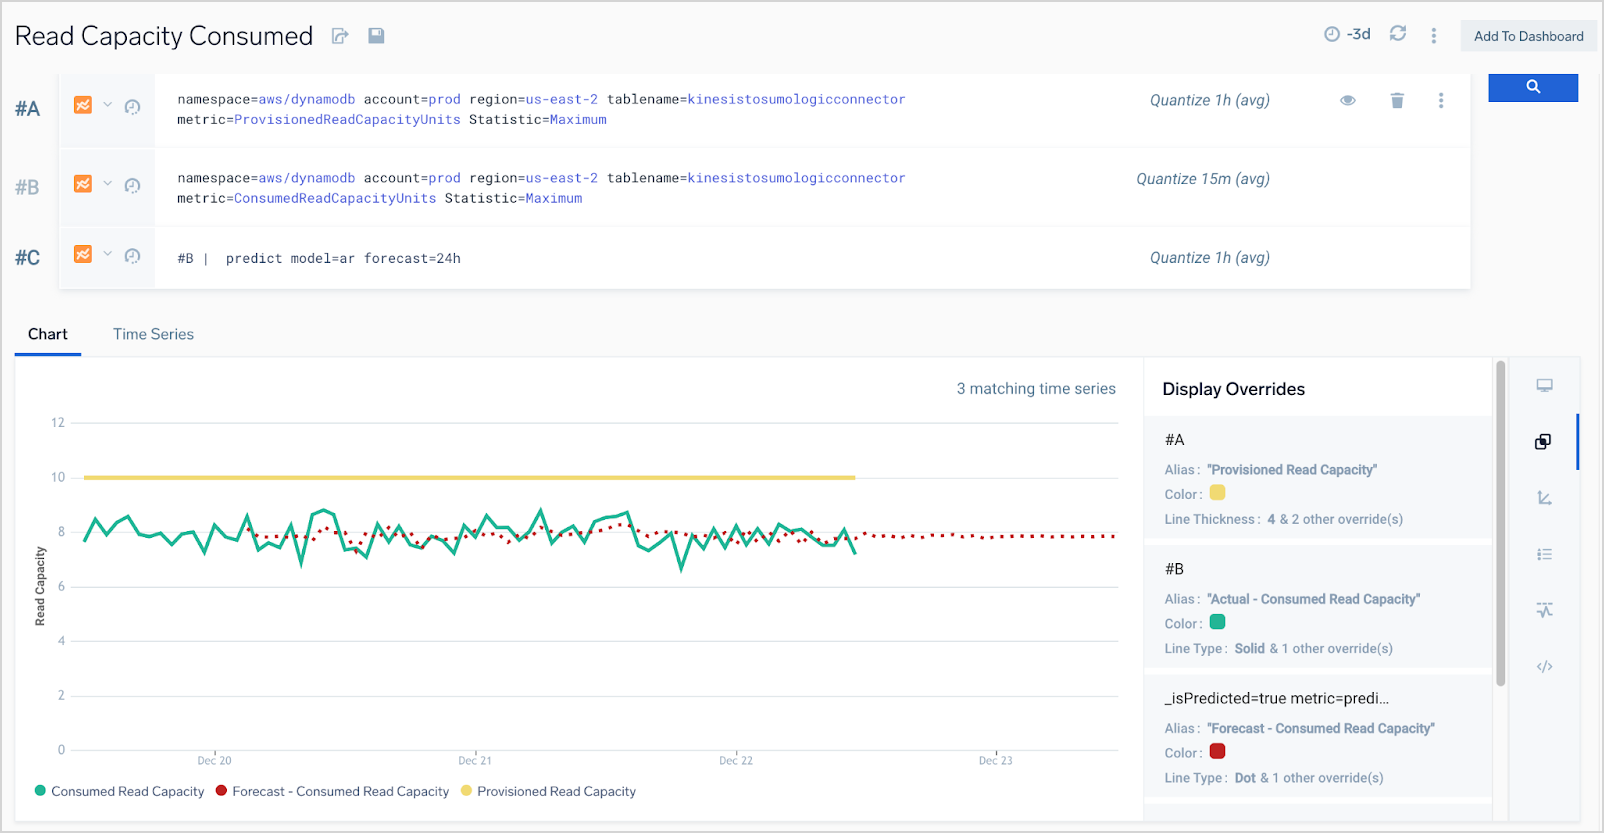 Read Capacity Consumed
-3d
Add To Dashboard
#A
namespace=aws/dynamodb account=prod region=us-east-2 tablename=kinesistosumologicconnector
metric=ProvisionedReadCapacityUnits Statistic=Maximum
Quantize 1h (avg)
#B
namespace=aws/dynamodb account=prod region=us-east-2 tablename=kinesistosumologicconnector
metric=ConsumedReadCapacityUnits Statistic=Maximum
Quantize 15m (avg)
#C
#B | predict model=ar forecast=24h
Quantize 1h (avg)
Chart
Time Series
3 matching time series
12
10
8
6
4
2
0
Read Capacity
Dec 20
Dec 21
Dec 22
Dec 23
Consumed Read Capacity
Forecast - Consumed Read Capacity
Provisioned Read Capacity
Display Overrides
#A
Alias: "Provisioned Read Capacity"
Color:
Line Thickness: 4 & 2 other override(s)
#B
Alias: "Actual - Consumed Read Capacity"
Color:
Line Type: Solid & 1 other override(s)
_isPredicted=true metric=predi...
Alias: "Forecast - Consumed Read Capacity"
Color:
Line Type: Dot & 1 other override(s)